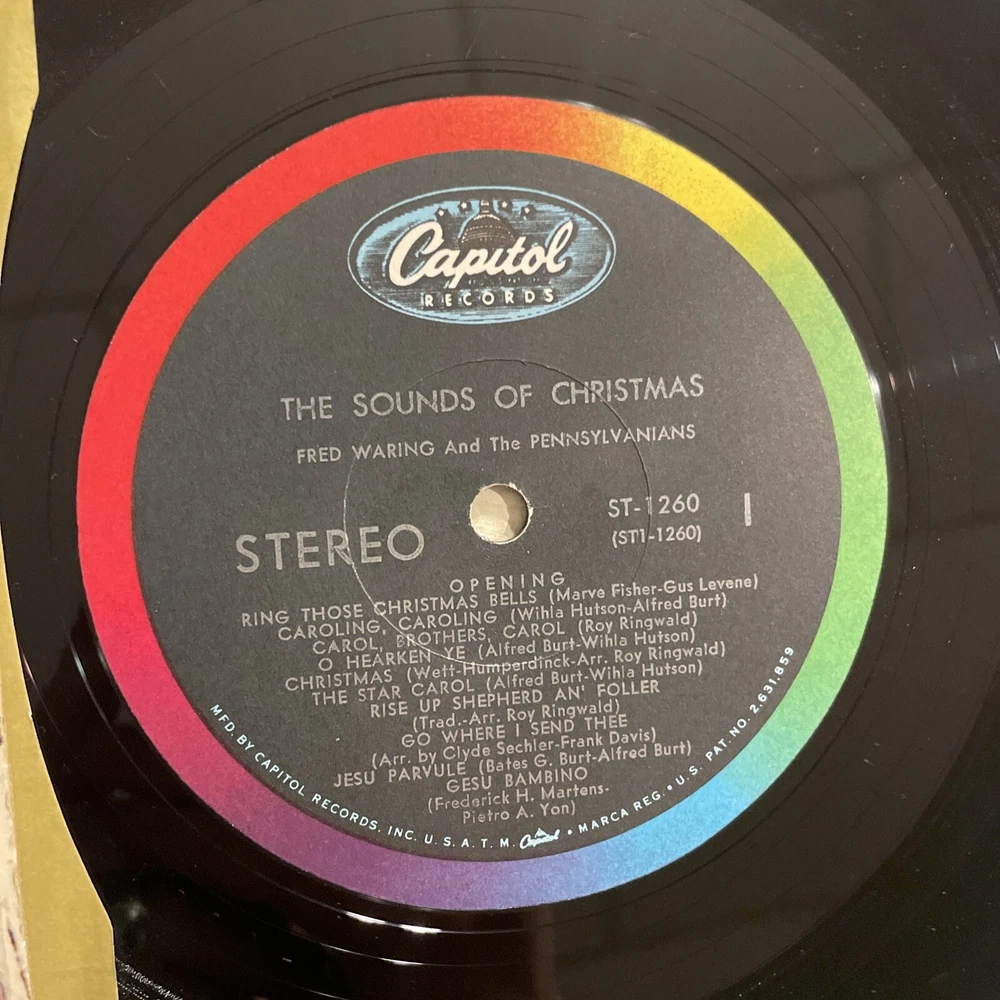 Capitol
RECORDS
THE SOUNDS OF CHRISTMAS
FRED WARING And The PENNSYLVANIANS
STEREO
ST-1260
(ST1-1260)
1
OPENING
RING THOSE CHRISTMAS BELLS (Marve Fisher-Gus Levene)
CAROLING, CAROLING (Wihla Hutson-Alfred Burt)
CAROL, BROTHERS, CAROL (Roy Ringwald)
O HEARKEN YE (Alfred Burt-Wihla Hutson)
CHRISTMAS (Wett-Humperdinck-Arr. Roy Ringwald)
THE STAR CAROL (Alfred Burt-Wihla Hutson)
RISE UP SHEPHERD AN' FOLLER
(Trad.-Arr. Roy Ringwald)
GO WHERE I SEND THEE
(Arr. by Clyde Sechler-Frank Davis)
JESU PARVULE (Bates G. Burt-Alfred Burt)
GESU BAMBINO
(Frederick H. Martens-
Pietro A. Yon)
MFD. BY CAPITOL RECORDS, INC. U.S.A. T.M. Capitol • MARCA REG. • U.S. PAT. NO. 2,631,859